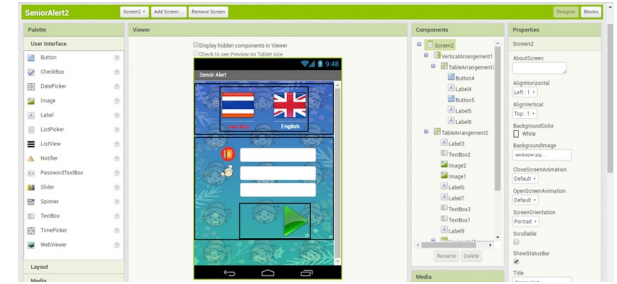 SeniorAlert2
Screen2
Add Screen ...
Remove Screen
Designer
Blocks
Palette
Viewer
Components
Properties
User Interface
Button
CheckBox
DatePicker
Image
Label
ListPicker
ListView
Notifier
PasswordTextBox
Slider
Spinner
TextBox
TimePicker
WebViewer
Layout
Media
Display hidden components in Viewer
Check to see Preview on Tablet size.
9:48
Senior Alert
English
Screen2
VerticalArrangement1
Button4
Label4
Button5
Label5
Label8
TableArrangement2
Label3
TextBox2
Image2
Image1
Label6
Label7
TextBox3
TextBox1
Label9
Rename
Delete
Media
Screen2
AboutScreen
AlignHorizontal
Left : 1
AlignVertical
Top : 1
BackgroundColor
White
BackgroundImage
CloseScreenAnimation
Default
OpenScreenAnimation
Default
ScreenOrientation
Portrait
Scrollable
ShowStatusBar
Title